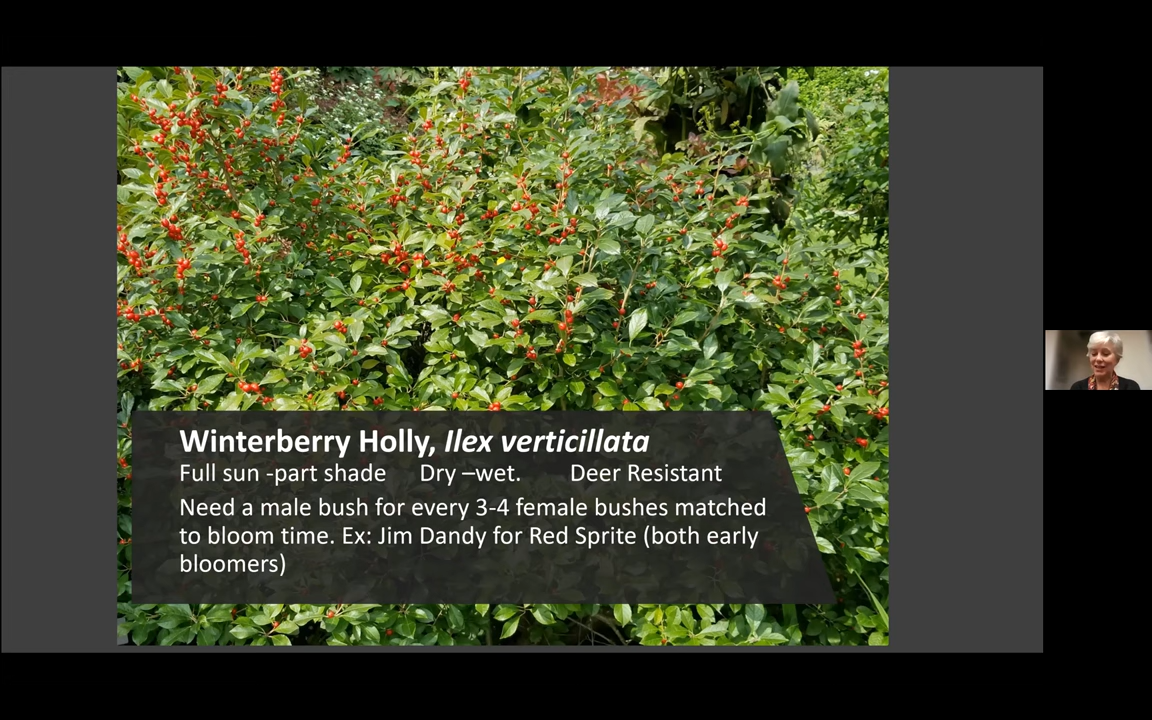 Winterberry Holly, Ilex verticillata
Full sun -part shade Dry –wet. Deer Resistant
Need a male bush for every 3-4 female bushes matched
to bloom time. Ex: Jim Dandy for Red Sprite (both early
bloomers)